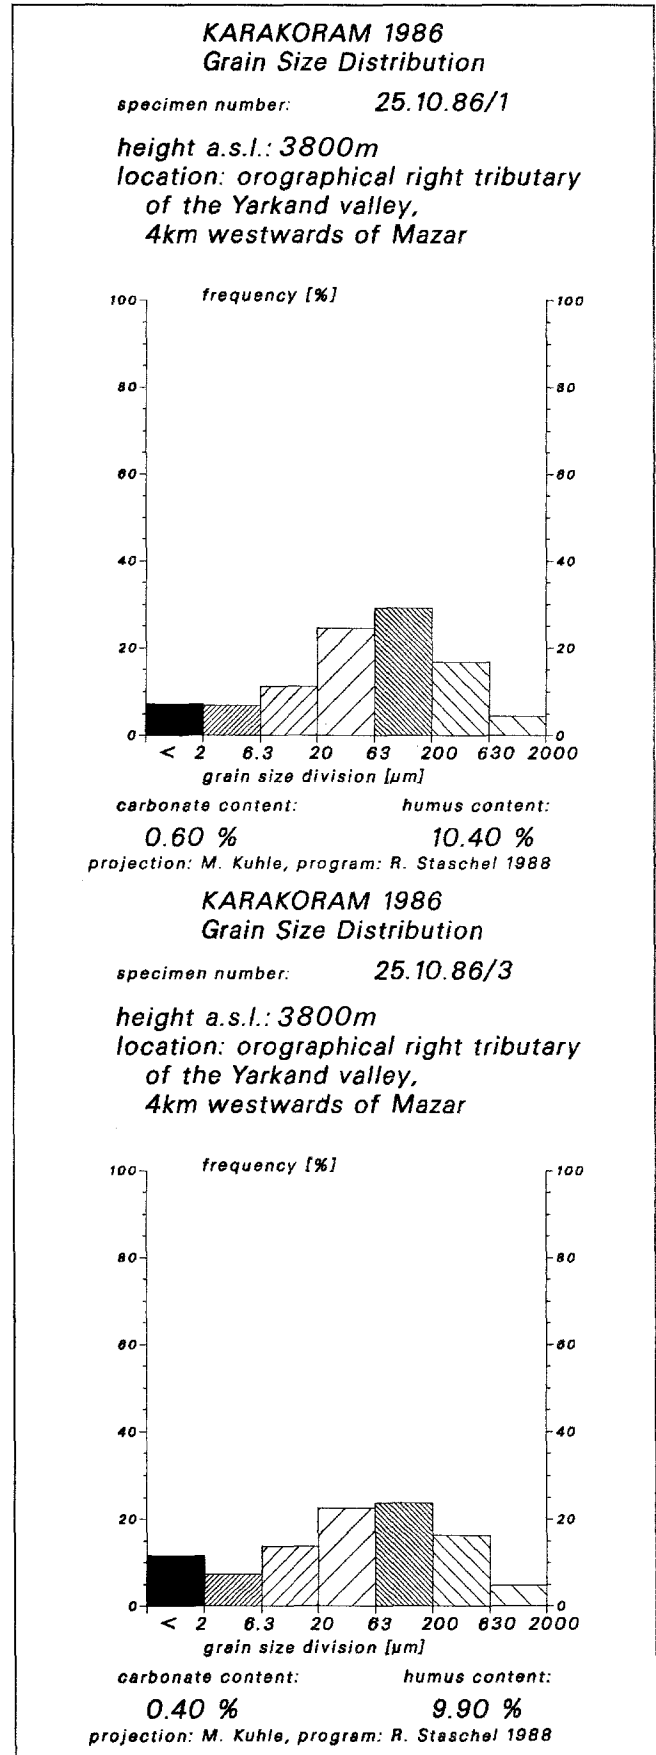 KARAKORAM 1986
Grain Size Distribution
specimen number: 25.10.86/1
height a.s.l.: 3800m
location: orographical right tributary
of the Yarkand valley,
4km westwards of Mazar
frequency [%]
100 100
80 80
60 60
40 40
20 20
0 0
< 2 6.3 20 63 200 630 2000
grain size division [µm]
carbonate content: humus content:
0.60 % 10.40 %
projection: M. Kuhle, program: R. Staschel 1988
KARAKORAM 1986
Grain Size Distribution
specimen number: 25.10.86/3
height a.s.l.: 3800m
location: orographical right tributary
of the Yarkand valley,
4km westwards of Mazar
frequency [%]
100 100
80 80
60 60
40 40
20 20
0 0
< 2 6.3 20 63 200 630 2000
grain size division [µm]
carbonate content: humus content:
0.40 % 9.90 %
projection: M. Kuhle, program: R. Staschel 1988